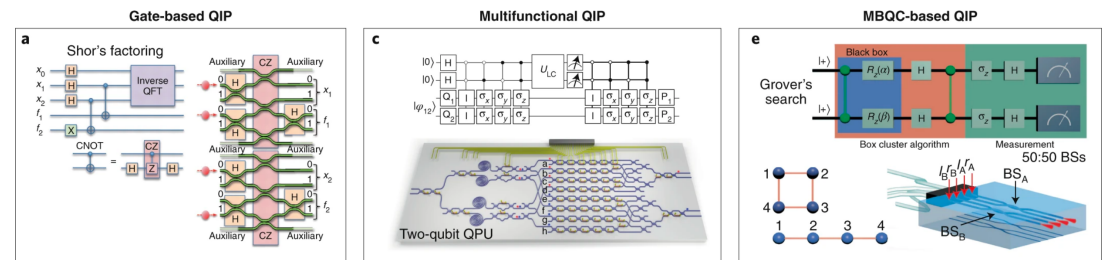 Gate-based QIP
a
Shor's factoring
x0
x1
x2
f1
f2
H
H
H
X
Inverse
QFT
CNOT
=
CZ
H
Z
H
Auxiliary
CZ
Auxiliary
0
H
1
0
H
1
H
x1
f1
0
H
1
0
H
1
H
x2
f2
Auxiliary
CZ
Auxiliary
Multifunctional QIP
c
|0⟩
|0⟩
|φ12⟩
H
H
ULC
Q1 I σx σy σz I σx σy σz P1
Q2 I σx σy σz I σx σy σz P2
a
b
c
d
e
f
g
h
Two-qubit QPU
MBQC-based QIP
e
Grover's
search
Black box
|+⟩ Rz(α) H σz H
|+⟩ Rz(β) H σz H
Box cluster algorithm
Measurement
50:50 BSs
1 2
4 3
1 2 3 4
lB rB lA rA
BSA
BSB